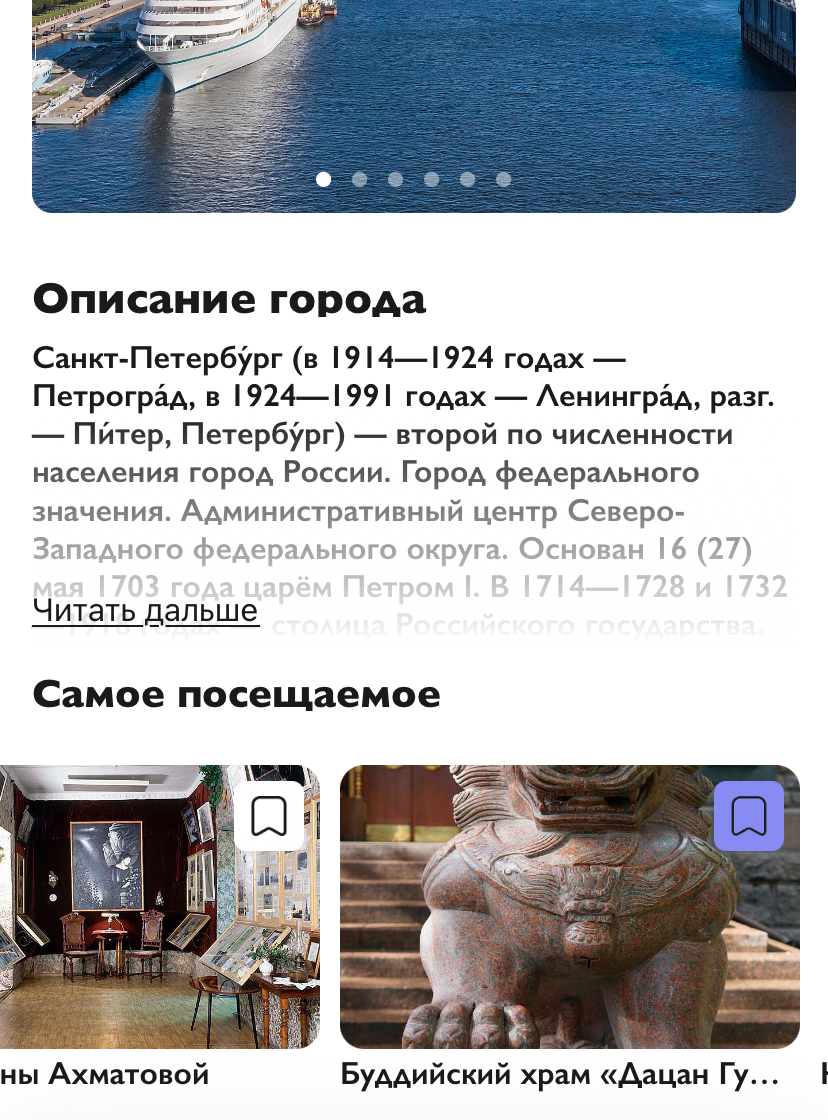 Описание города
Санкт-Петербу́рг (в 1914—1924 годах —
Петрогра́д, в 1924—1991 годах — Ленингра́д, разг.
— Пи́тер, Петербу́рг) — второй по численности
населения город России. Город федерального
значения. Административный центр Северо-
Западного федерального округа. Основан 16 (27)
мая 1703 года царём Петром I. В 1714—1728 и 1732
—1918 годах — столица Российского государства.
Читать дальше
Самое посещаемое
ны Ахматовой
Буддийский храм «Дацан Гу…